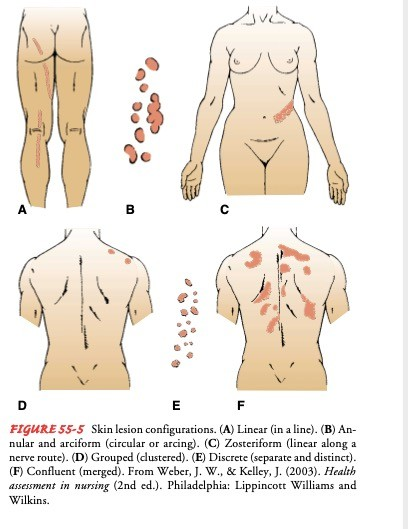 A
B
C
D
E
F
FIGURE 55-5 Skin lesion configurations. (A) Linear (in a line). (B) An-
nular and arciform (circular or arcing). (C) Zosteriform (linear along a
nerve route). (D) Grouped (clustered). (E) Discrete (separate and distinct).
(F) Confluent (merged). From Weber, J. W., & Kelley, J. (2003). Health
assessment in nursing (2nd ed.). Philadelphia: Lippincott Williams and
Wilkins.